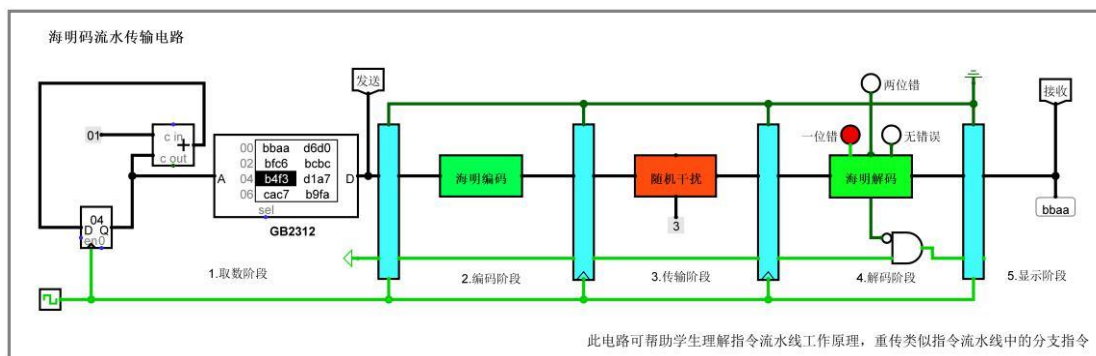 海明码流水传输电路
发送
两位错
接收
01
c in
+
c out
00 bbaa d6d0
02 bfc6 bcbc
04 b4f3 d1a7
06 cac7 b9fa
A
D
sel
GB2312
海明编码
随机干扰
3
一位错
无错误
海明解码
bbaa
04
D Q
en 0
1.取数阶段
2.编码阶段
3.传输阶段
4.解码阶段
5.显示阶段
此电路可帮助学生理解指令流水线工作原理，重传类似指令流水线中的分支指令